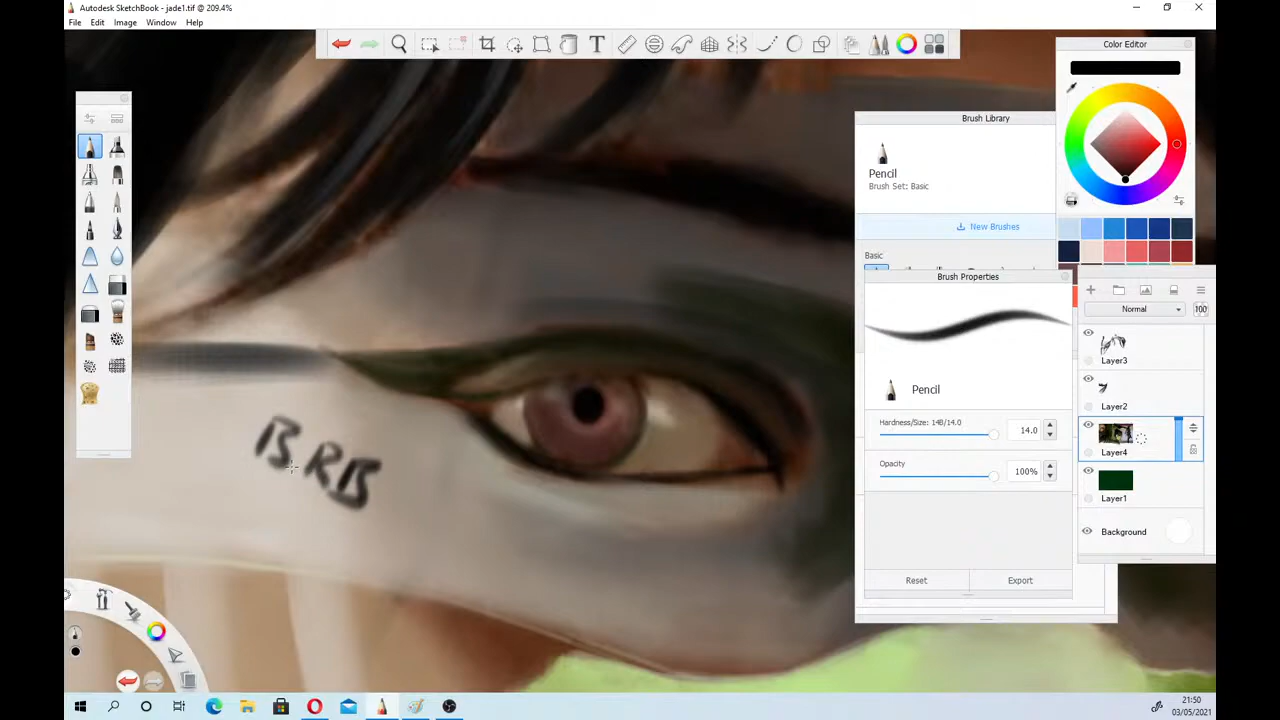 Autodesk SketchBook - jade1.tif @ 209.4%
File Edit Image Window Help
Color Editor
Brush Library
Pencil
Brush Set: Basic
New Brushes
Basic
Brush Properties
Pencil
Hardness/Size: 14B/14.0
14.0
Opacity
100%
Reset Export
Normal 100
Layer3
Layer2
Layer4
Layer1
Background
B.RB
21:50
03/05/2021